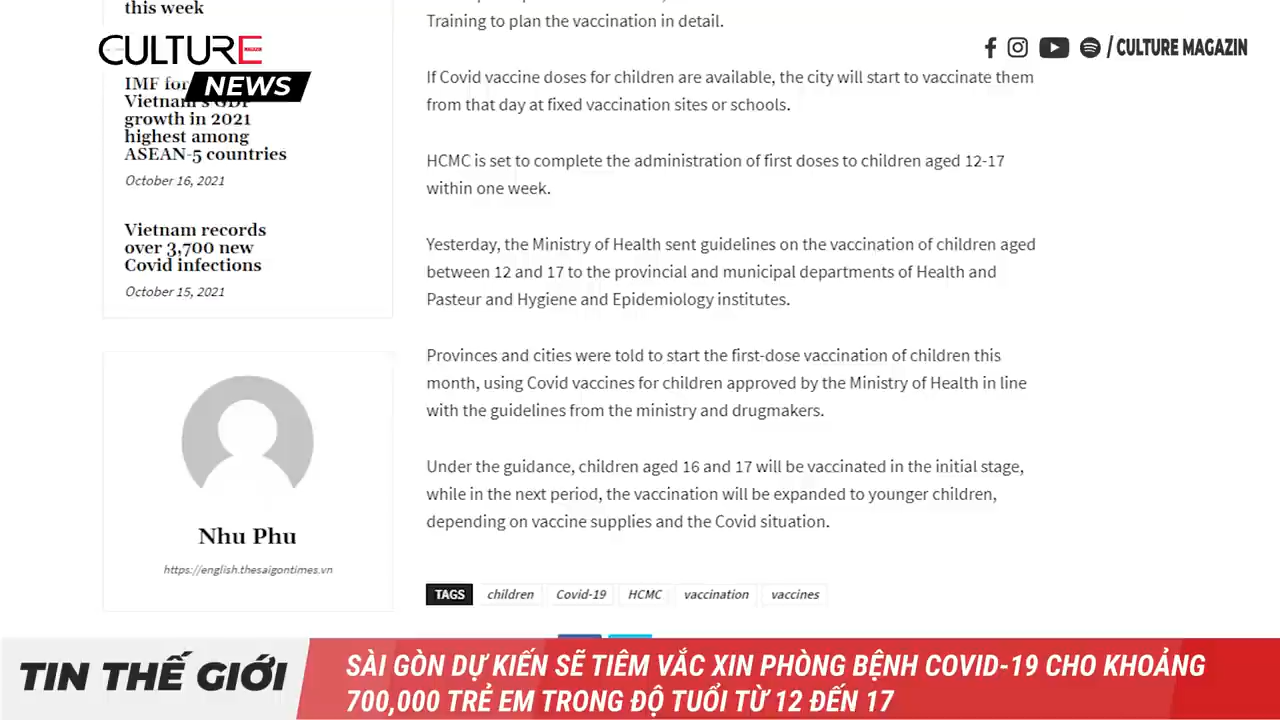 this week
CULTURE
NEWS
IMF for
Vietnam's GDP
growth in 2021
highest among
ASEAN-5 countries
October 16, 2021
Vietnam records
over 3,700 new
Covid infections
October 15, 2021
Nhu Phu
https://english.thesaigontimes.vn
/ CULTURE MAGAZIN
Training to plan the vaccination in detail.
If Covid vaccine doses for children are available, the city will start to vaccinate them
from that day at fixed vaccination sites or schools.
HCMC is set to complete the administration of first doses to children aged 12-17
within one week.
Yesterday, the Ministry of Health sent guidelines on the vaccination of children aged
between 12 and 17 to the provincial and municipal departments of Health and
Pasteur and Hygiene and Epidemiology institutes.
Provinces and cities were told to start the first-dose vaccination of children this
month, using Covid vaccines for children approved by the Ministry of Health in line
with the guidelines from the ministry and drugmakers.
Under the guidance, children aged 16 and 17 will be vaccinated in the initial stage,
while in the next period, the vaccination will be expanded to younger children,
depending on vaccine supplies and the Covid situation.
TAGS children Covid-19 HCMC vaccination vaccines
TIN THẾ GIỚI
SÀI GÒN DỰ KIẾN SẼ TIÊM VẮC XIN PHÒNG BỆNH COVID-19 CHO KHOẢNG
700,000 TRẺ EM TRONG ĐỘ TUỔI TỪ 12 ĐẾN 17